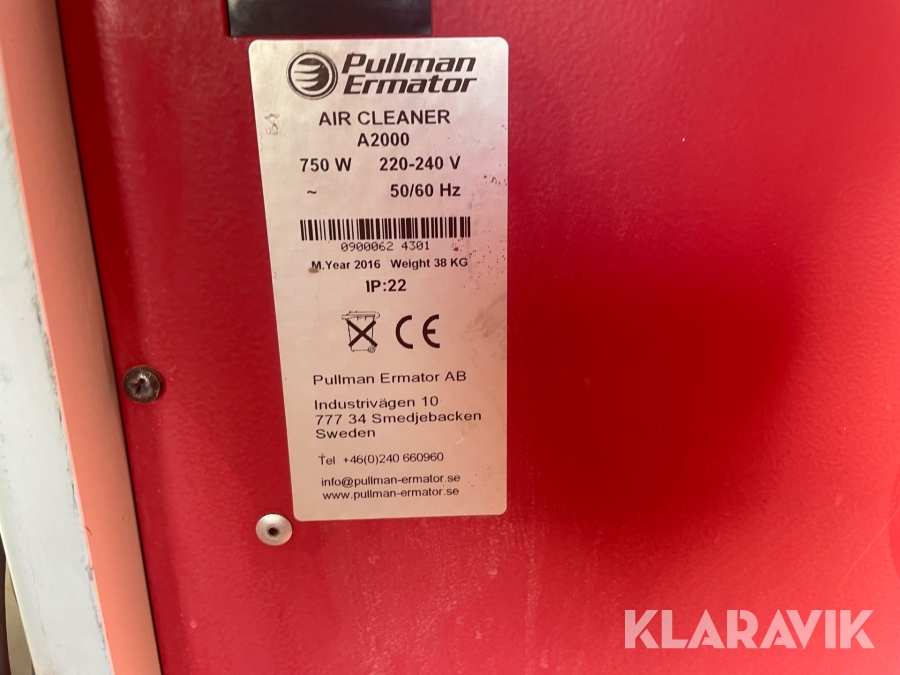 Pullman
Ermator
AIR CLEANER
A2000
750 W 220-240 V
~ 50/60 Hz
0900062 4301
M.Year 2016 Weight 38 KG
IP:22
CE
Pullman Ermator AB
Industrivägen 10
777 34 Smedjebacken
Sweden
Tel +46(0)240 660960
info@pullman-ermator.se
www.pullman-ermator.se
KLARAVIK